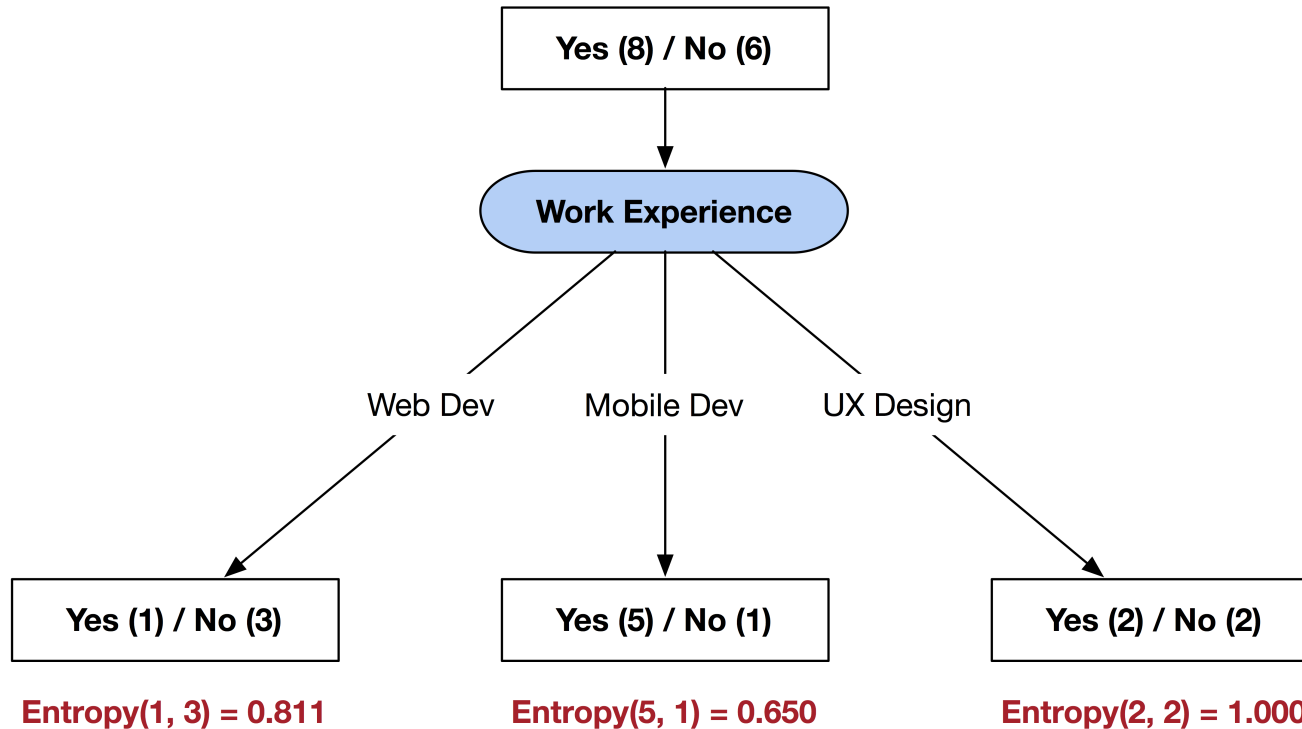 Yes (8) / No (6)
Work Experience
Web Dev
Mobile Dev
UX Design
Yes (1) / No (3)
Yes (5) / No (1)
Yes (2) / No (2)
Entropy(1, 3) = 0.811
Entropy(5, 1) = 0.650
Entropy(2, 2) = 1.000